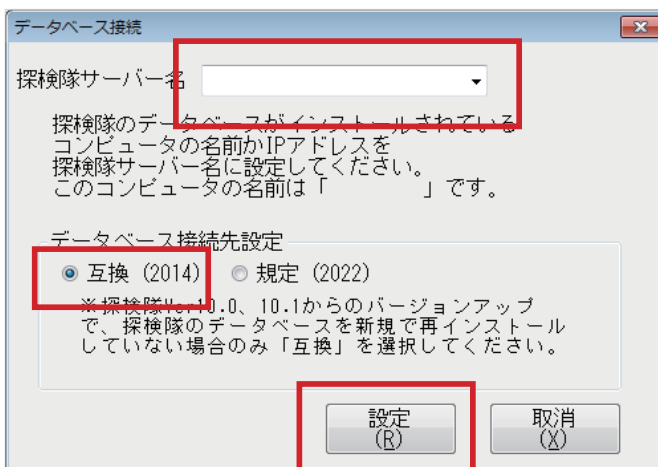 データベース接続
探検隊サーバー名
探検隊のデータベースがインストールされている
コンピュータの名前かIPアドレスを
探検隊サーバー名に設定してください。
このコンピュータの名前は「　　　　　」です。
データベース接続先設定
互換 (2014)　規定 (2022)
※探検隊Ver10.0、10.1からのバージョンアップ
で、探検隊のデータベースを新規で再インストール
していない場合のみ「互換」を選択してください。
設定　取消
(R)　(X)